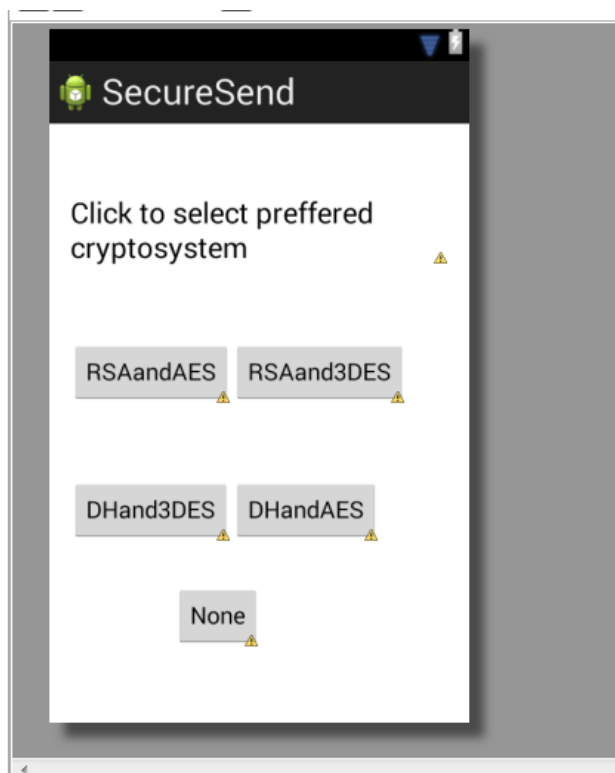 SecureSend
Click to select preffered
cryptosystem
RSAandAES RSAand3DES
DHand3DES DHandAES
None